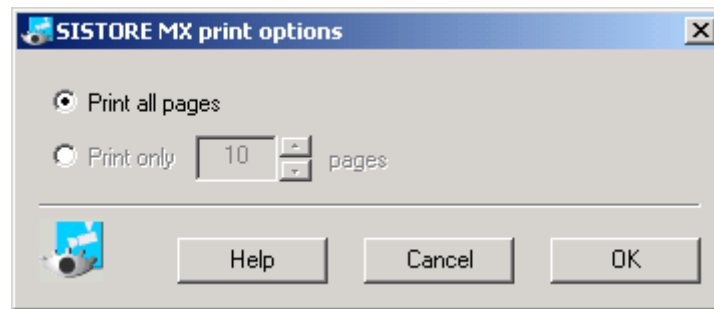 SISTORE MX print options
Print all pages
Print only 10 pages
Help Cancel OK